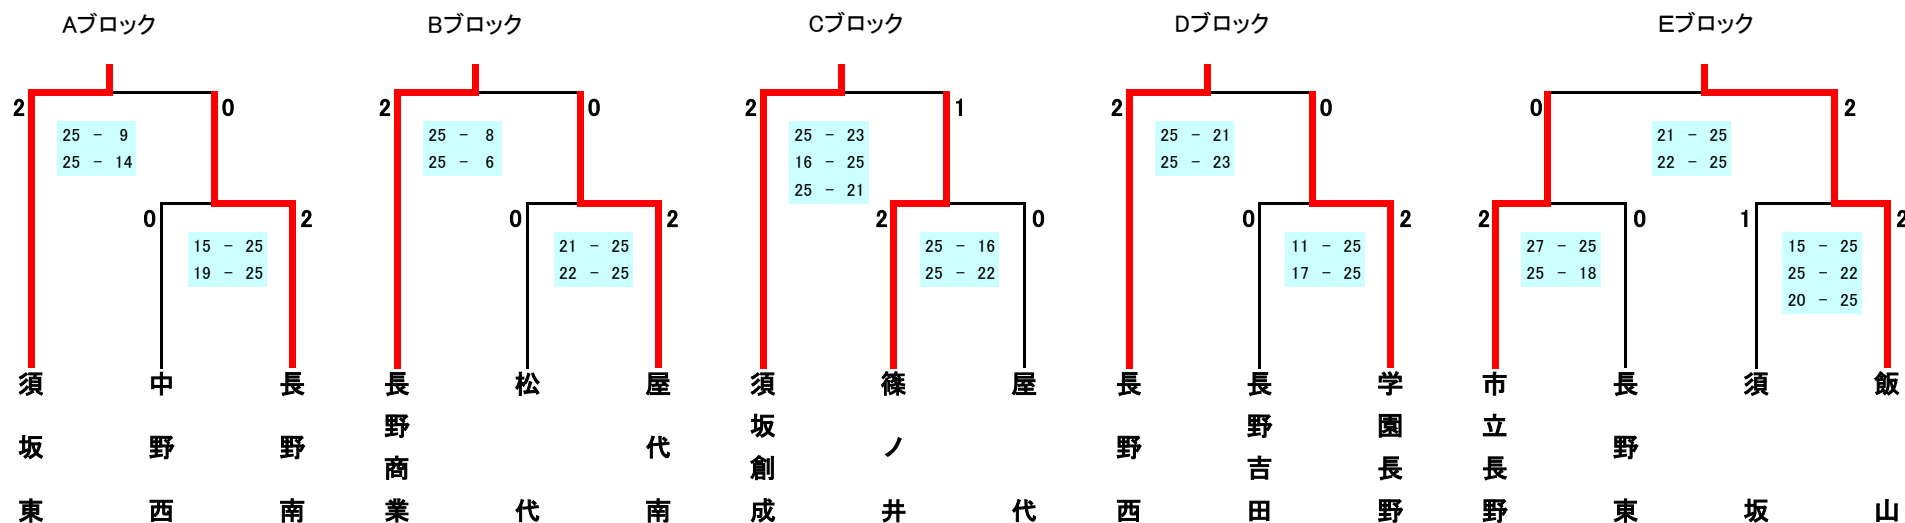 Aブロック
Bブロック
Cブロック
Dブロック
Eブロック
2 0
25 - 9
25 - 14
0 2
15 - 25
19 - 25
須坂東
中野西
長野南
2 0
25 - 8
25 - 6
0 2
21 - 25
22 - 25
長野商業
松代
屋代南
2 1
25 - 23
16 - 25
25 - 21
2 0
25 - 16
25 - 22
須坂創成
篠ノ井
屋代
2 0
25 - 21
25 - 23
0 2
11 - 25
17 - 25
長野西
長野吉田
学園長野
0 2
21 - 25
22 - 25
2 0
27 - 25
25 - 18
1 2
15 - 25
25 - 22
20 - 25
市立長野
長野東
須坂
飯山